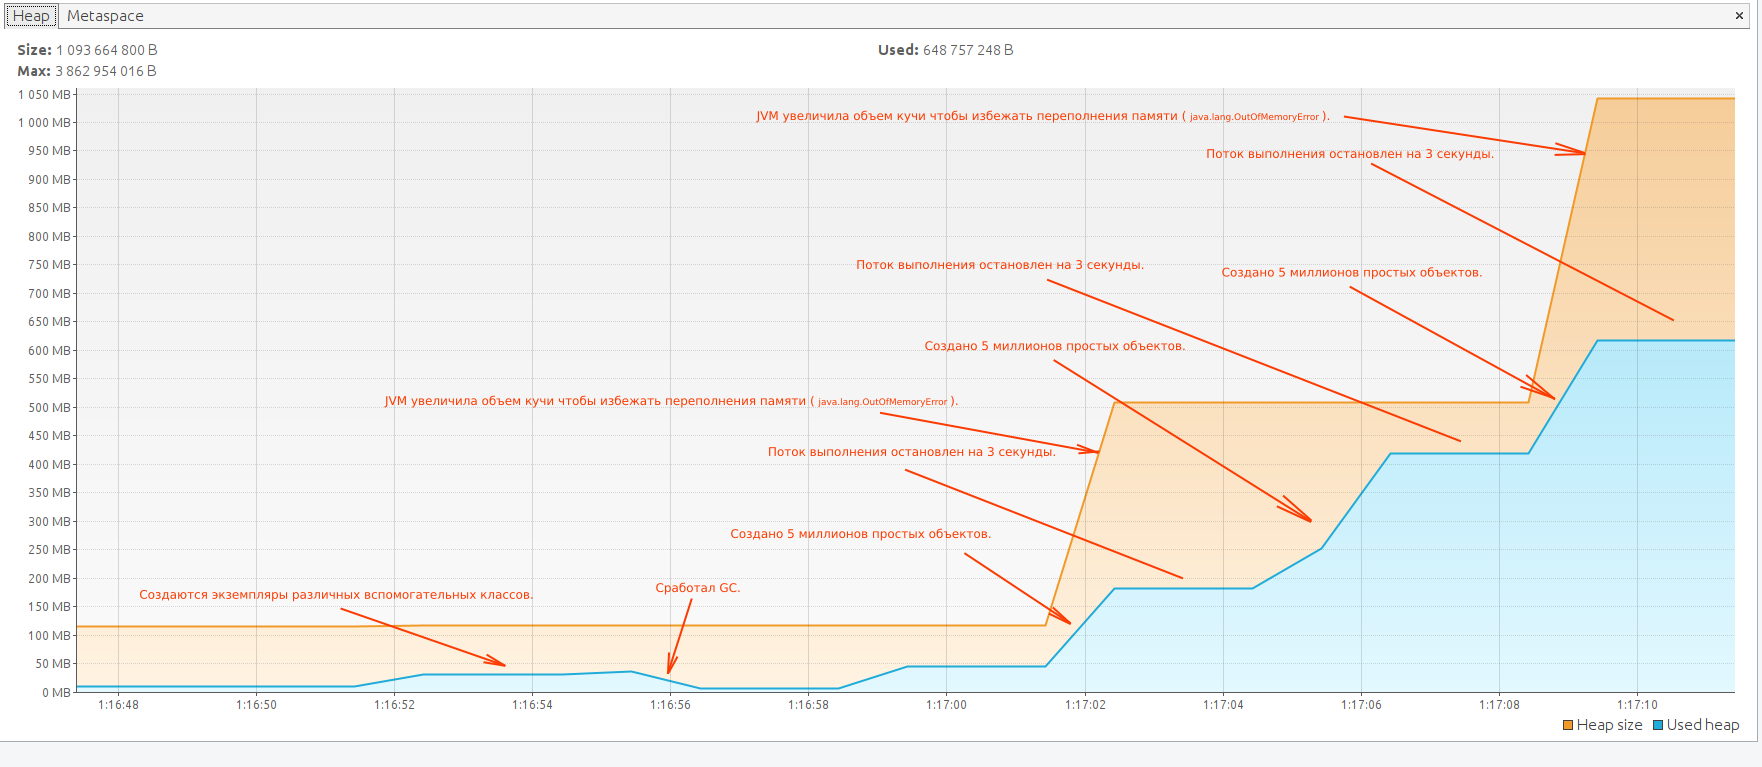 Heap Metaspace ×
Size: 1 093 664 800 B Used: 648 757 248 B
Max: 3 862 954 016 B
1 050 MB
1 000 MB
950 MB
900 MB
850 MB
800 MB
750 MB
700 MB
650 MB
600 MB
550 MB
500 MB
450 MB
400 MB
350 MB
300 MB
250 MB
200 MB
150 MB
100 MB
50 MB
0 MB
JVM увеличила объем кучи чтобы избежать переполнения памяти ( java.lang.OutOfMemoryError ).
Поток выполнения остановлен на 3 секунды.
Поток выполнения остановлен на 3 секунды.
Создано 5 миллионов простых объектов.
Создано 5 миллионов простых объектов.
JVM увеличила объем кучи чтобы избежать переполнения памяти ( java.lang.OutOfMemoryError ).
Поток выполнения остановлен на 3 секунды.
Создано 5 миллионов простых объектов.
Сработал GC.
Создаются экземпляры различных вспомогательных классов.
1:16:48 1:16:50 1:16:52 1:16:54 1:16:56 1:16:58 1:17:00 1:17:02 1:17:04 1:17:06 1:17:08 1:17:10
Heap size Used heap